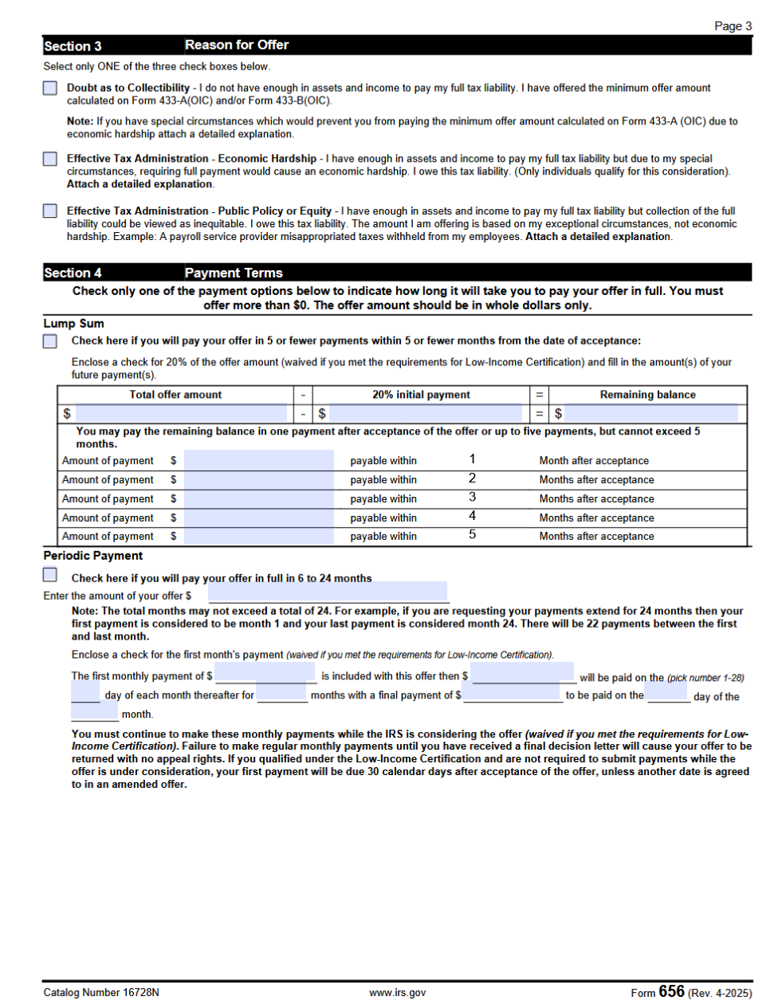 Page 3
Section 3 Reason for Offer
Select only ONE of the three check boxes below.
Doubt as to Collectibility - I do not have enough in assets and income to pay my full tax liability. I have offered the minimum offer amount
calculated on Form 433-A(OIC) and/or Form 433-B(OIC).
Note: If you have special circumstances which would prevent you from paying the minimum offer amount calculated on Form 433-A (OIC) due to
economic hardship attach a detailed explanation.
Effective Tax Administration - Economic Hardship - I have enough in assets and income to pay my full tax liability but due to my special
circumstances, requiring full payment would cause an economic hardship. I owe this tax liability. (Only individuals qualify for this consideration).
Attach a detailed explanation.
Effective Tax Administration - Public Policy or Equity - I have enough in assets and income to pay my full tax liability but collection of the full
liability could be viewed as inequitable. I owe this tax liability. The amount I am offering is based on my exceptional circumstances, not economic
hardship. Example: A payroll service provider misappropriated taxes withheld from my employees. Attach a detailed explanation.
Section 4 Payment Terms
Check only one of the payment options below to indicate how long it will take you to pay your offer in full. You must
offer more than $0. The offer amount should be in whole dollars only.
Lump Sum
Check here if you will pay your offer in 5 or fewer payments within 5 or fewer months from the date of acceptance:
Enclose a check for 20% of the offer amount (waived if you met the requirements for Low-Income Certification) and fill in the amount(s) of your
future payment(s).
Total offer amount - 20% initial payment = Remaining balance
$ - $ = $
You may pay the remaining balance in one payment after acceptance of the offer or up to five payments, but cannot exceed 5
months.
Amount of payment $ payable within 1 Month after acceptance
Amount of payment $ payable within 2 Months after acceptance
Amount of payment $ payable within 3 Months after acceptance
Amount of payment $ payable within 4 Months after acceptance
Amount of payment $ payable within 5 Months after acceptance
Periodic Payment
Check here if you will pay your offer in full in 6 to 24 months
Enter the amount of your offer $
Note: The total months may not exceed a total of 24. For example, if you are requesting your payments extend for 24 months then your
first payment is considered to be month 1 and your last payment is considered month 24. There will be 22 payments between the first
and last month.
Enclose a check for the first month's payment (waived if you met the requirements for Low-Income Certification).
The first monthly payment of $ is included with this offer then $ will be paid on the (pick number 1-28)
day of each month thereafter for months with a final payment of $ to be paid on the day of the
month.
You must continue to make these monthly payments while the IRS is considering the offer (waived if you met the requirements for Low-
Income Certification). Failure to make regular monthly payments until you have received a final decision letter will cause your offer to be
returned with no appeal rights. If you qualified under the Low-Income Certification and are not required to submit payments while the
offer is under consideration, your first payment will be due 30 calendar days after acceptance of the offer, unless another date is agreed
to in an amended offer.
Catalog Number 16728N www.irs.gov Form 656 (Rev. 4-2025)